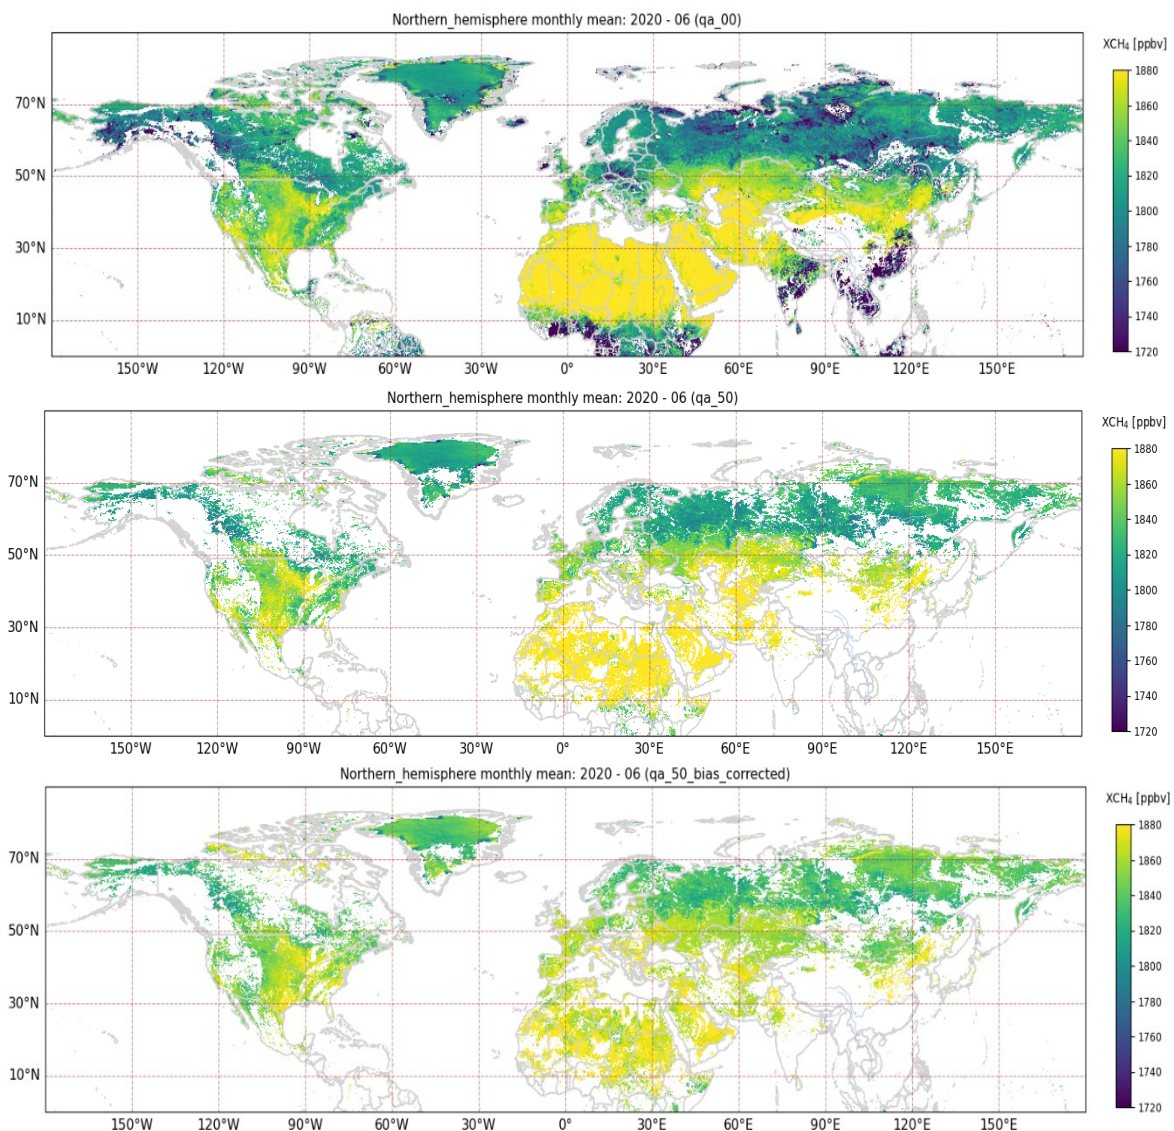 Northern_hemisphere monthly mean: 2020 - 06 (qa_00)
XCH₄ [ppbv]
1880
1860
1840
1820
1800
1780
1760
1740
1720
70°N
50°N
30°N
10°N
150°W 120°W 90°W 60°W 30°W 0° 30°E 60°E 90°E 120°E 150°E
Northern_hemisphere monthly mean: 2020 - 06 (qa_50)
XCH₄ [ppbv]
1880
1860
1840
1820
1800
1780
1760
1740
1720
70°N
50°N
30°N
10°N
150°W 120°W 90°W 60°W 30°W 0° 30°E 60°E 90°E 120°E 150°E
Northern_hemisphere monthly mean: 2020 - 06 (qa_50_bias_corrected)
XCH₄ [ppbv]
1880
1860
1840
1820
1800
1780
1760
1740
1720
70°N
50°N
30°N
10°N
150°W 120°W 90°W 60°W 30°W 0° 30°E 60°E 90°E 120°E 150°E